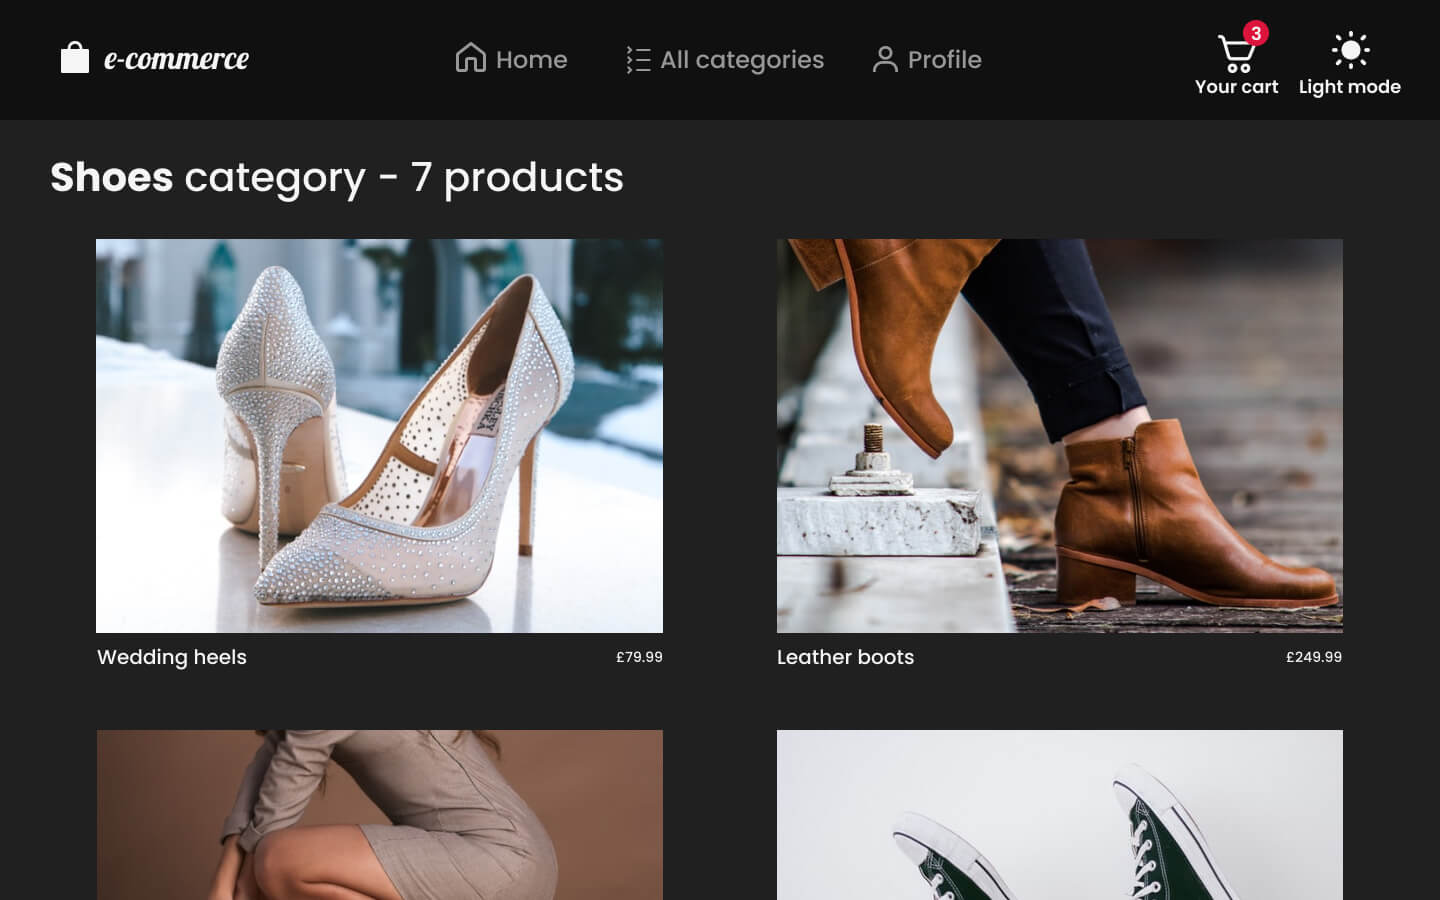 e-commerce
Home
All categories
Profile
3
Your cart
Light mode
Shoes category - 7 products
Wedding heels
£79.99
Leather boots
£249.99